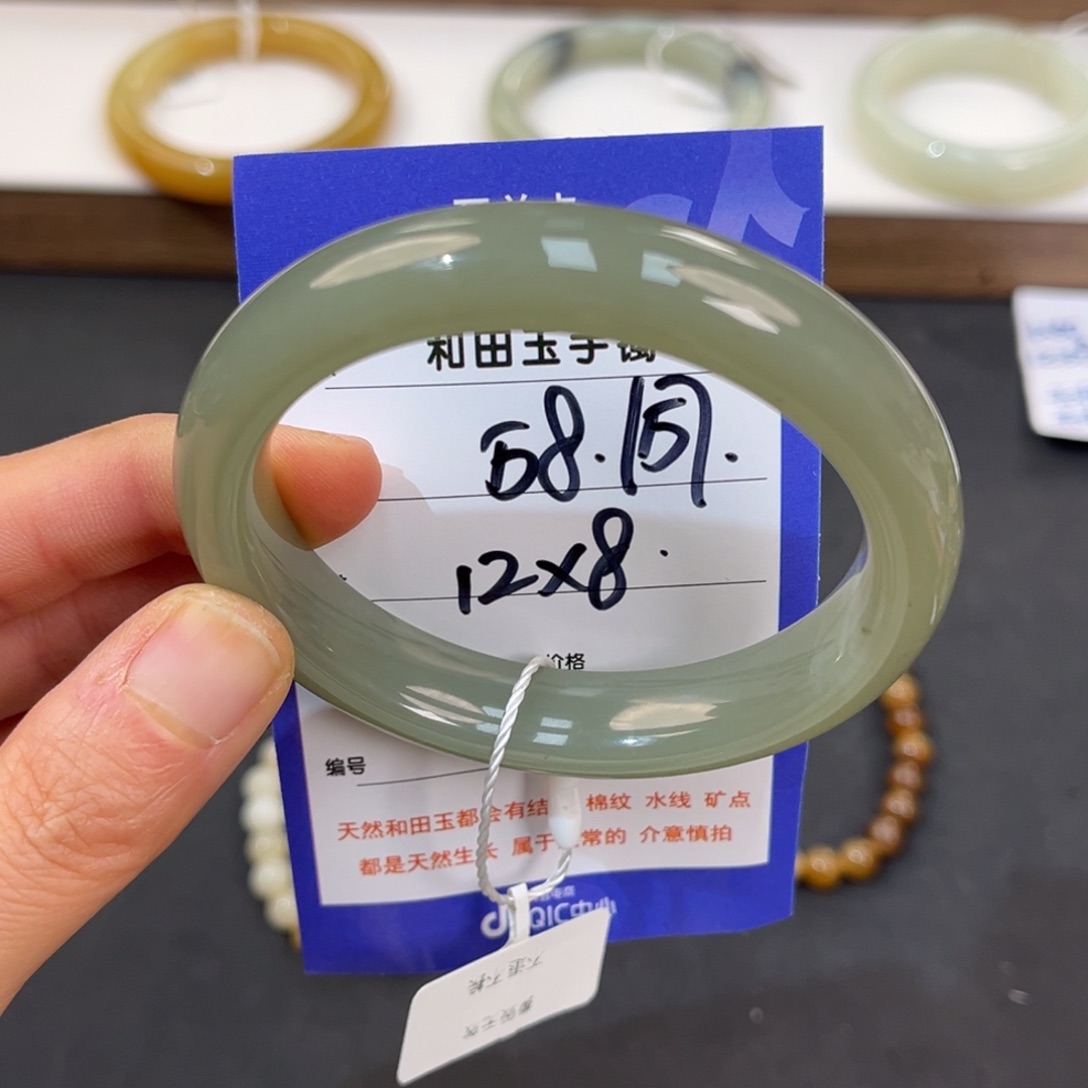 和田玉手镯
58.圆.
12×8.
价格
编号
天然和田玉都会有结 棉纹 水线 矿点
都是天然生长 属于正常的 介意慎拍
QIC中心